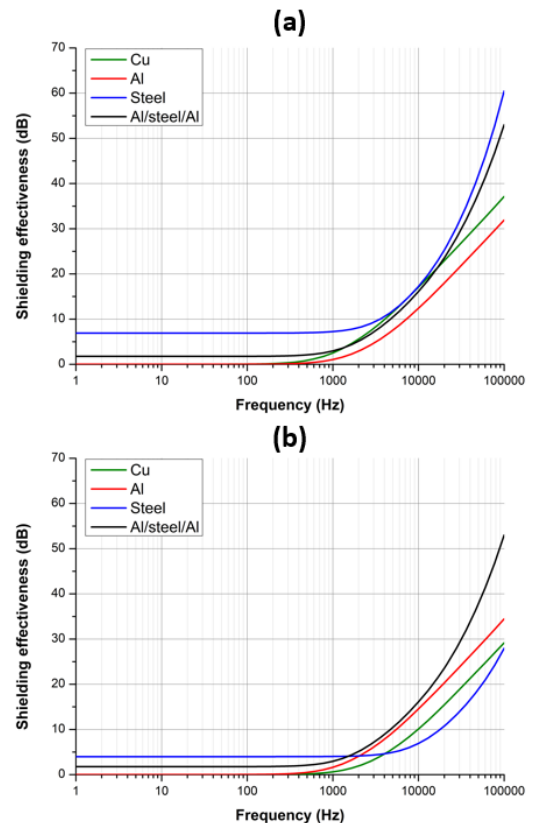 (a)
70
60
50
40
30
20
10
0
Shielding effectiveness (dB)
Cu
Al
Steel
Al/steel/Al
1 10 100 1000 10000 100000
Frequency (Hz)
(b)
70
60
50
40
30
20
10
0
Shielding effectiveness (dB)
Cu
Al
Steel
Al/steel/Al
1 10 100 1000 10000 100000
Frequency (Hz)